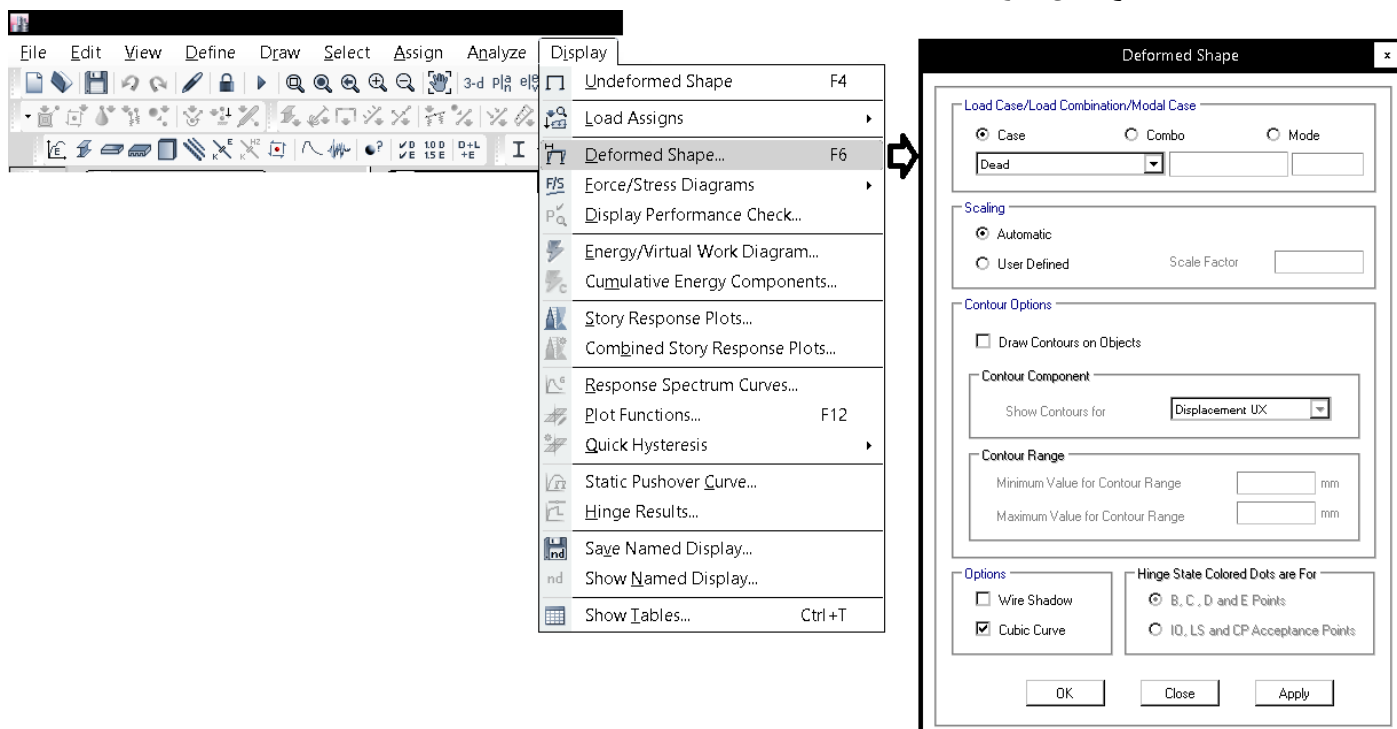 File Edit View Define Draw Select Assign Analyze Display
3-d
Undeformed Shape F4
Load Assigns
Deformed Shape... F6
F/S Force/Stress Diagrams
Display Performance Check...
Energy/Virtual Work Diagram...
Cumulative Energy Components...
Story Response Plots...
Combined Story Response Plots...
Response Spectrum Curves...
Plot Functions... F12
Quick Hysteresis
Static Pushover Curve...
Hinge Results...
nd Save Named Display...
nd Show Named Display...
Show Tables... Ctrl+T
Deformed Shape x
Load Case/Load Combination/Modal Case
Case Combo Mode
Dead
Scaling
Automatic
User Defined Scale Factor
Contour Options
Draw Contours on Objects
Contour Component
Show Contours for Displacement UX
Contour Range
Minimum Value for Contour Range mm
Maximum Value for Contour Range mm
Options
Wire Shadow
Cubic Curve
Hinge State Colored Dots are For
B, C, D and E Points
IO, LS and CP Acceptance Points
OK Close Apply